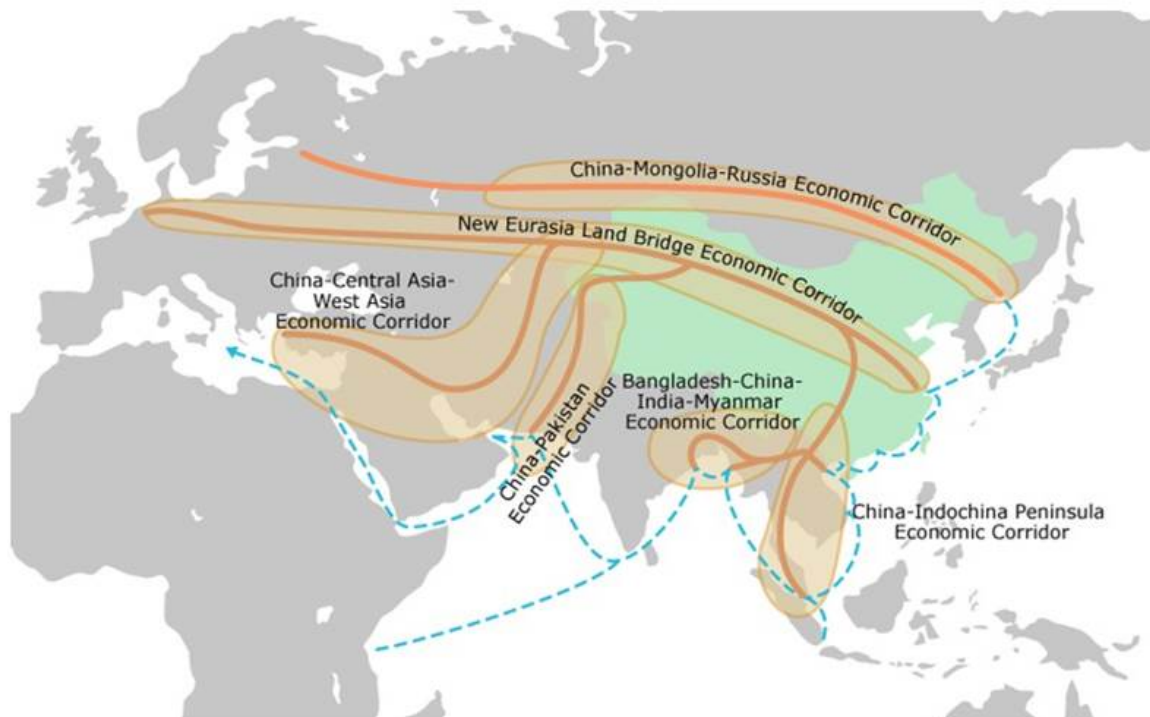 China-Mongolia-Russia Economic Corridor
New Eurasia Land Bridge Economic Corridor
China-Central Asia-
West Asia
Economic Corridor
Bangladesh-China-
India-Myanmar
Economic Corridor
China-Pakistan
Economic Corridor
China-Indochina Peninsula
Economic Corridor